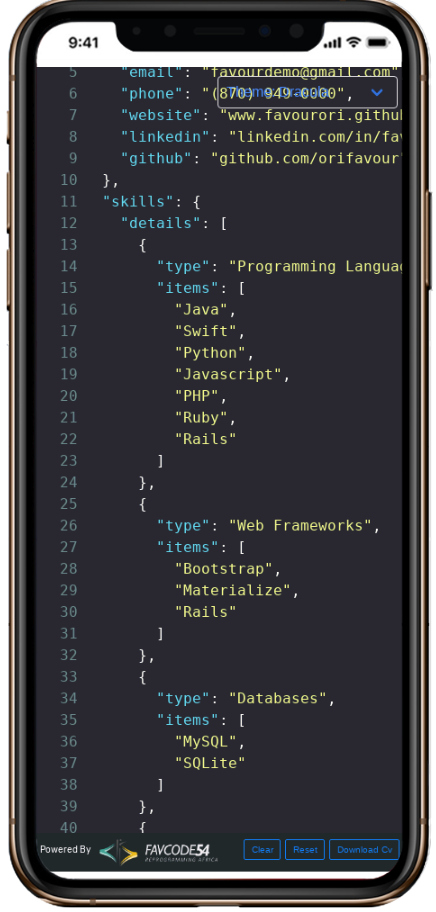 9:41
5 "email": "favourdemo@gmail.com"
6 "phone": "(870) 949-0000",
7 "website": "www.favourori.githu
8 "linkedin": "linkedin.com/in/fav
9 "github": "github.com/orifavour"
10 },
11 "skills": {
12 "details": [
13 {
14 "type": "Programming Languag
15 "items": [
16 "Java",
17 "Swift",
18 "Python",
19 "Javascript",
20 "PHP",
21 "Ruby",
22 "Rails"
23 ]
24 },
25 {
26 "type": "Web Frameworks",
27 "items": [
28 "Bootstrap",
29 "Materialize",
30 "Rails"
31 ]
32 },
33 {
34 "type": "Databases",
35 "items": [
36 "MySQL",
37 "SQLite"
38 ]
39 },
40 {
Powered By FAVCODE54 Clear Reset Download Cv
REPROGRAMMING AFRICA